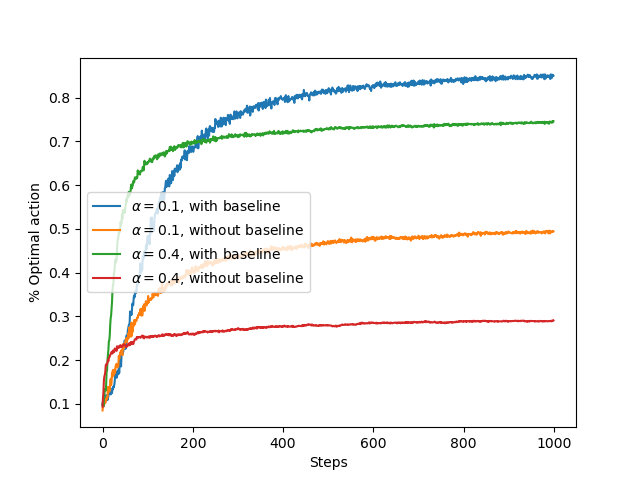 % Optimal action
0.8
0.7
0.6
0.5
0.4
0.3
0.2
0.1
α = 0.1, with baseline
α = 0.1, without baseline
α = 0.4, with baseline
α = 0.4, without baseline
0 200 400 600 800 1000
Steps